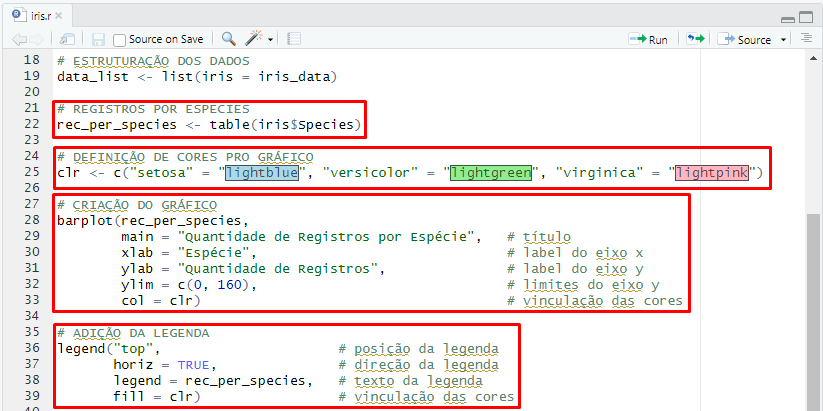 iris.r
Source on Save
Run
Source
18 # ESTRUTURAÇÃO DOS DADOS
19 data_list <- list(iris = iris_data)
20
21 # REGISTROS POR ESPECIES
22 rec_per_species <- table(iris$Species)
23
24 # DEFINIÇÃO DE CORES PRO GRÁFICO
25 clr <- c("setosa" = "lightblue", "versicolor" = "lightgreen", "virginica" = "lightpink")
26
27 # CRIAÇÃO DO GRÁFICO
28 barplot(rec_per_species,
29 main = "Quantidade de Registros por Espécie", # título
30 xlab = "Espécie", # label do eixo x
31 ylab = "Quantidade de Registros", # label do eixo y
32 ylim = c(0, 160), # limites do eixo y
33 col = clr) # vinculação das cores
34
35 # ADIÇÃO DA LEGENDA
36 legend("top", # posição da legenda
37 horiz = TRUE, # direção da legenda
38 legend = rec_per_species, # texto da legenda
39 fill = clr) # vinculação das cores